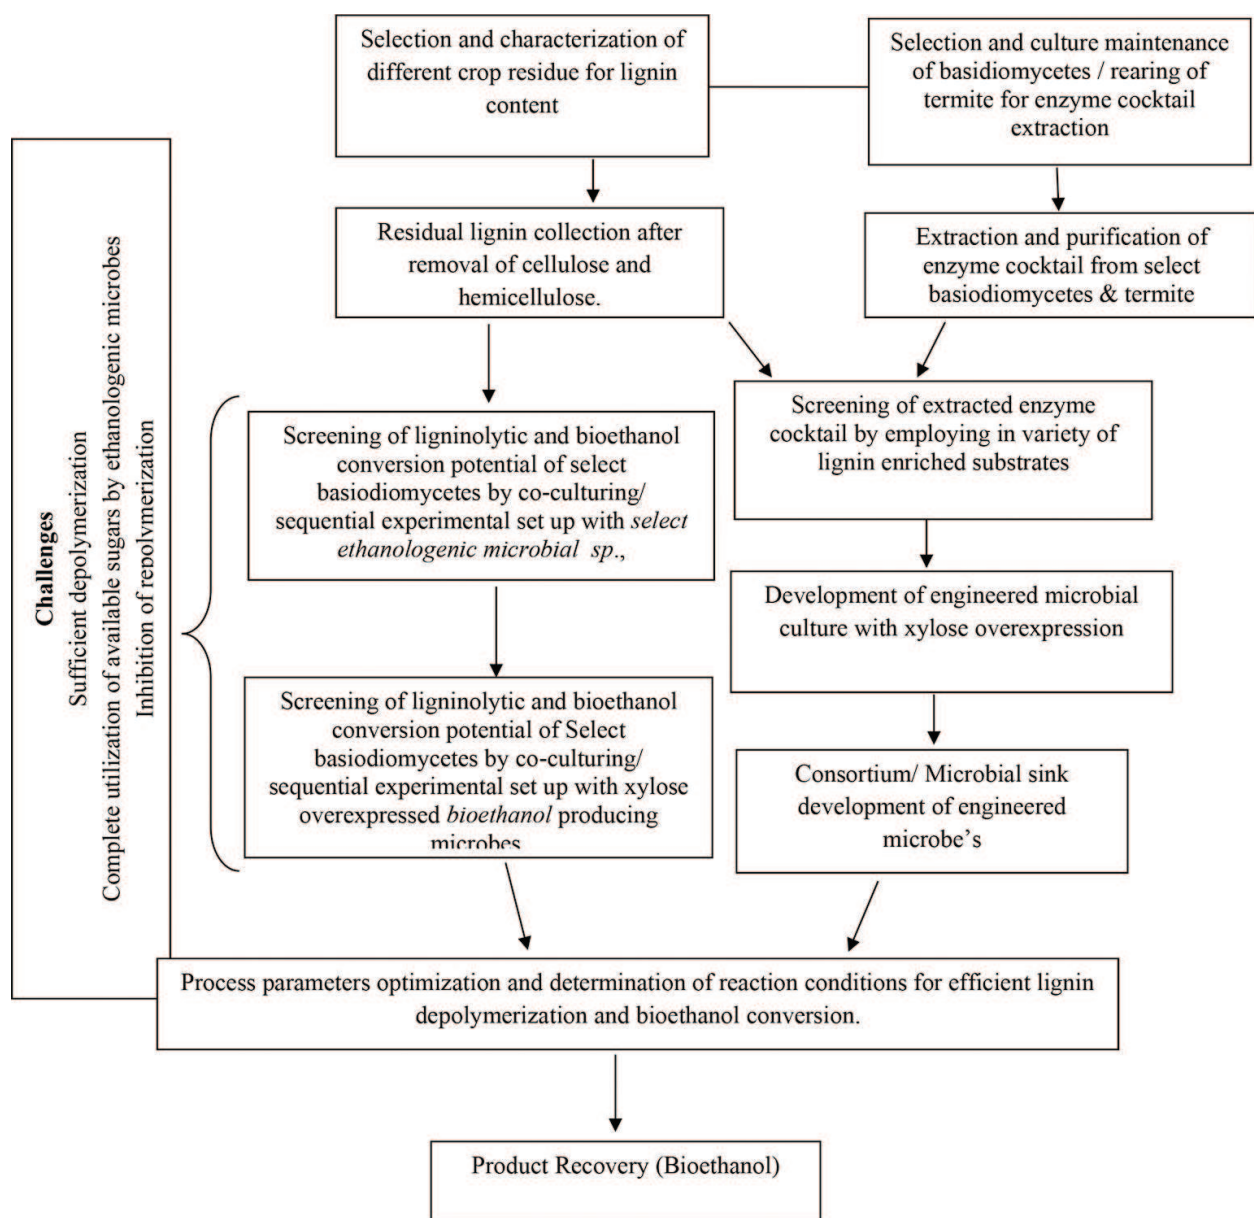 Selection and characterization of
different crop residue for lignin
content
Selection and culture maintenance
of basidiomycetes / rearing of
termite for enzyme cocktail
extraction
Challenges
Sufficient depolymerization
Complete utilization of available sugars by ethanologenic microbes
Inhibition of repolymerization
Residual lignin collection after
removal of cellulose and
hemicellulose.
Extraction and purification of
enzyme cocktail from select
basiodiomycetes & termite
Screening of ligninolytic and bioethanol
conversion potential of select
basiodiomycetes by co-culturing/
sequential experimental set up with select
ethanologenic microbial sp.,
Screening of extracted enzyme
cocktail by employing in variety of
lignin enriched substrates
Development of engineered microbial
culture with xylose overexpression
Screening of ligninolytic and bioethanol
conversion potential of Select
basiodiomycetes by co-culturing/
sequential experimental set up with xylose
overexpressed bioethanol producing
microbes
Consortium/ Microbial sink
development of engineered
microbe's
Process parameters optimization and determination of reaction conditions for efficient lignin
depolymerization and bioethanol conversion.
Product Recovery (Bioethanol)